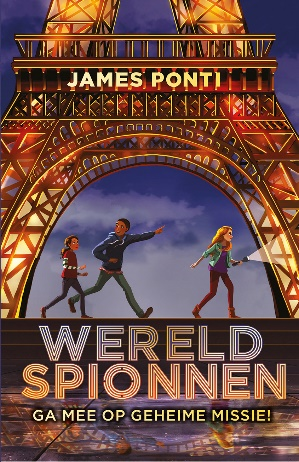 JAMES PONTI
WERELD
SPIONNEN
GA MEE OP GEHEIME MISSIE!